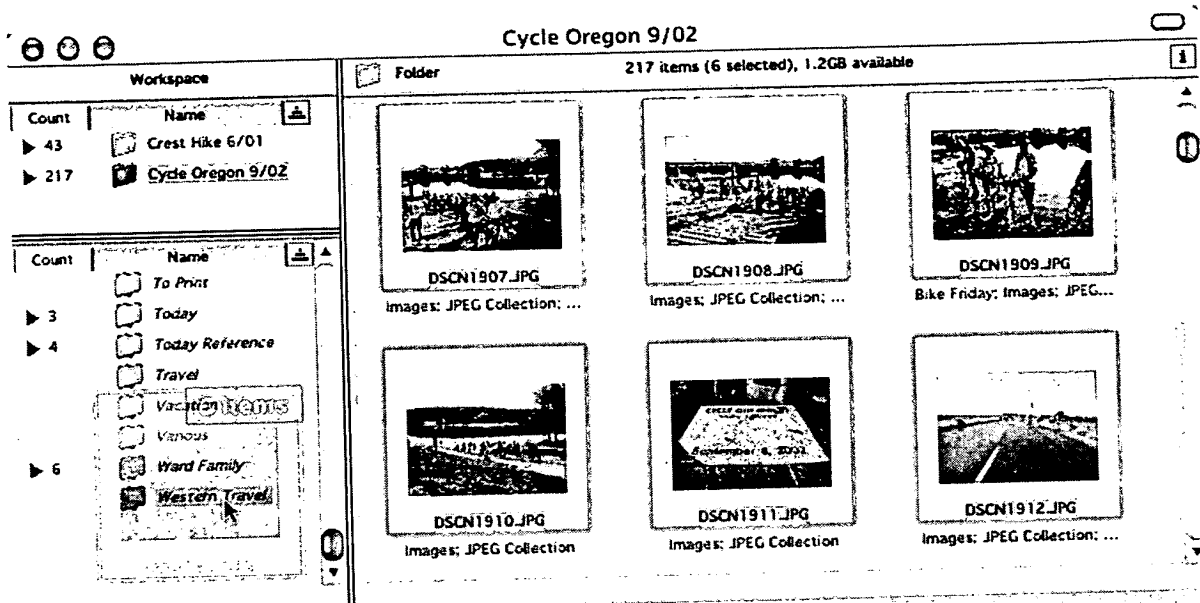 Cycle Oregon 9/02
Workspace
Folder
217 items (6 selected), 1.2GB available
i
Count Name
43 Crest Hike 6/01
217 Cycle Oregon 9/02
Count Name
To Print
3 Today
4 Today Reference
Travel
Vacation
items
Various
6 Ward Family
Western Travel
DSCN1907.JPG
Images; JPEG Collection; ...
DSCN1908.JPG
Images; JPEG Collection; ...
DSCN1909.JPG
Bike Friday; Images; JPEG...
DSCN1910.JPG
Images; JPEG Collection
September 8, 2002
DSCN1911.JPG
Images; JPEG Collection
DSCN1912.JPG
Images; JPEG Collection; ...